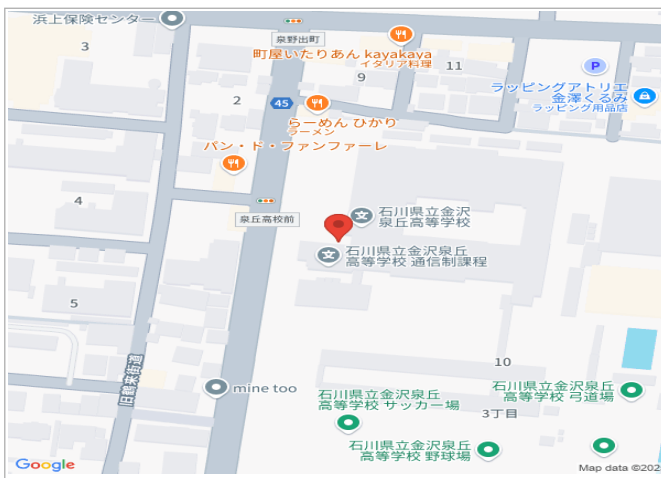 浜上保険センター
泉野出町
3
町屋いたりあん kayakaya
イタリア料理
9
11
P
ラッピングアトリエ
金澤くるみ
ラッピング用品店
2
45
らーめん ひかり
ラーメン
パン・ド・ファンファーレ
4
泉丘高校前
石川県立金沢
泉丘高等学校
石川県立金沢泉丘
高等学校 通信制課程
5
旧鶴来街道
10
mine too
石川県立金沢泉丘
高等学校 サッカー場
石川県立金沢泉丘
高等学校 弓道場
3丁目
石川県立金沢泉丘
高等学校 野球場
Google
Map data ©202